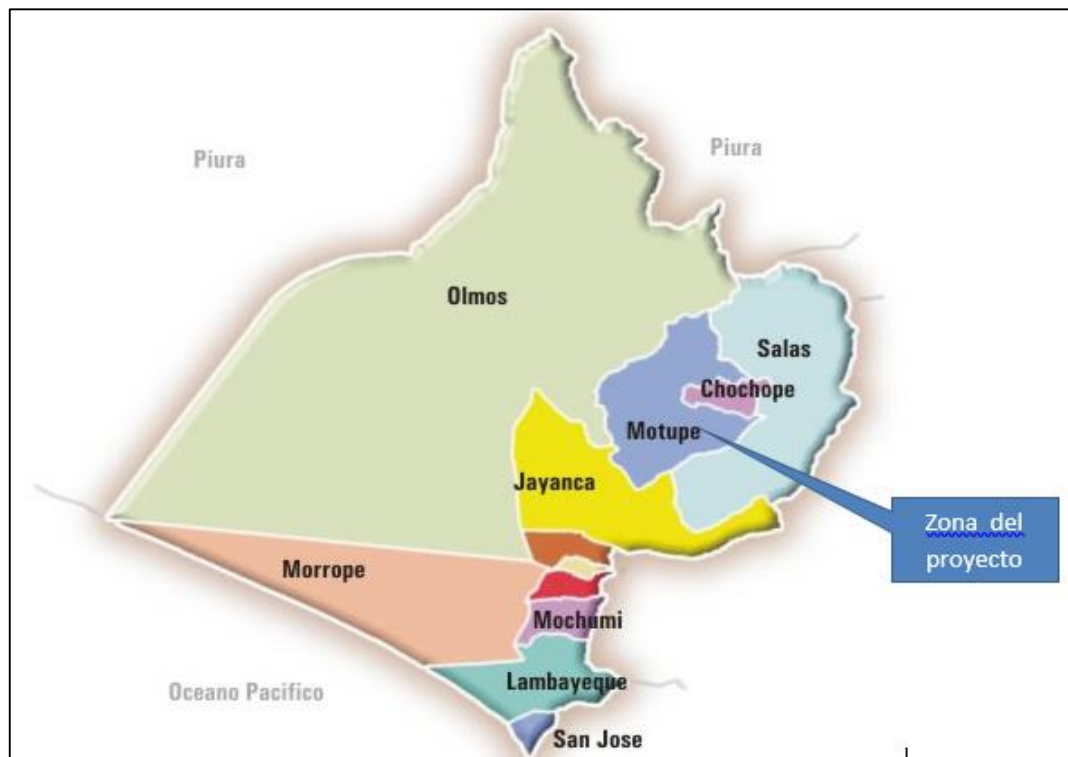 Piura
Piura
Olmos
Salas
Chochope
Motupe
Jayanca
Zona del
proyecto
Morrope
Mochumi
Lambayeque
Oceano Pacifico
San Jose